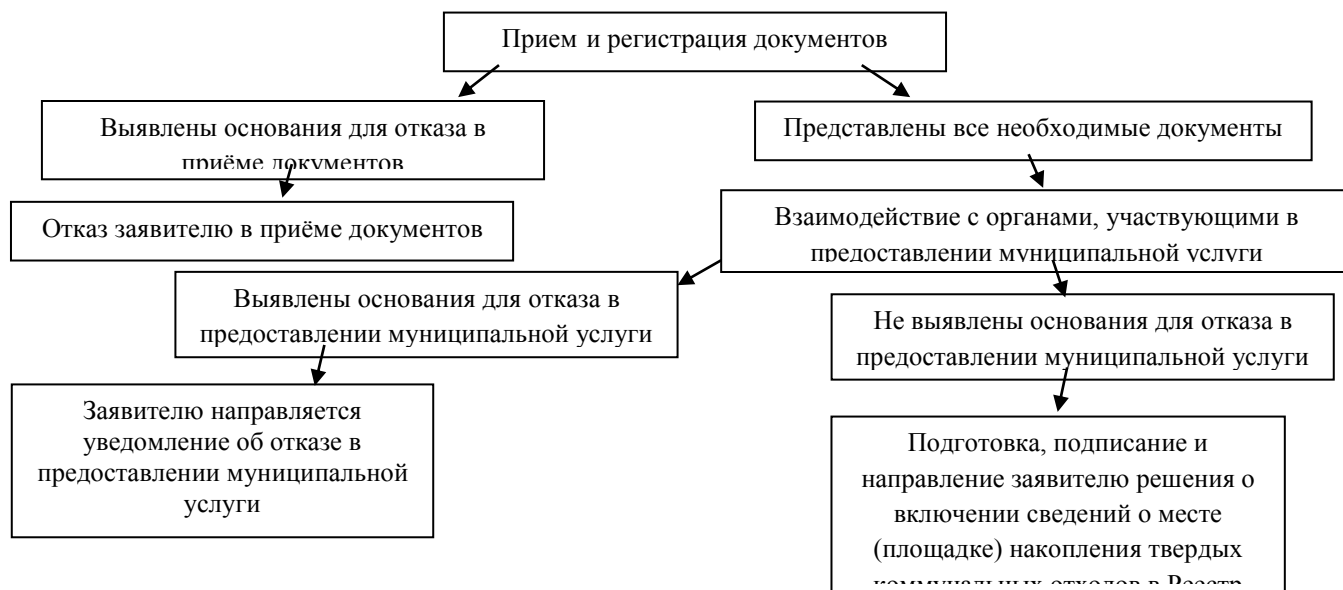 Прием и регистрация документов
Выявлены основания для отказа в
приёме документов
Представлены все необходимые документы
Отказ заявителю в приёме документов
Взаимодействие с органами, участвующими в
предоставлении муниципальной услуги
Выявлены основания для отказа в
предоставлении муниципальной услуги
Не выявлены основания для отказа в
предоставлении муниципальной услуги
Заявителю направляется
уведомление об отказе в
предоставлении муниципальной
услуги
Подготовка, подписание и
направление заявителю решения о
включении сведений о месте
(площадке) накопления твердых
коммунальных отходов в Реестр